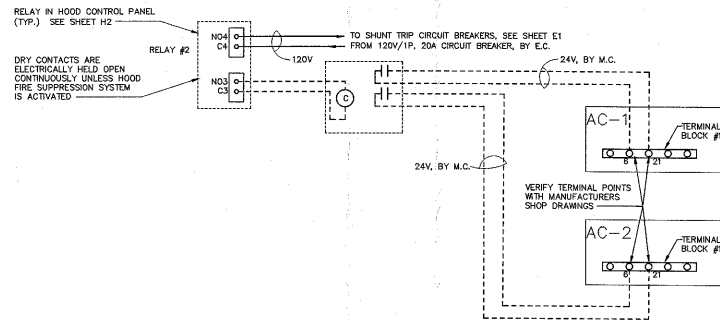 RELAY IN HOOD CONTROL PANEL
(TYP.) SEE SHEET H2
RELAY #2
NO4
C4
TO SHUNT TRIP CIRCUIT BREAKERS, SEE SHEET E1
FROM 120V/1P, 20A CIRCUIT BREAKER, BY E.C.
120V
DRY CONTACTS ARE
ELECTRICALLY HELD OPEN
CONTINUOUSLY UNLESS HOOD
FIRE SUPPRESSION SYSTEM
IS ACTIVATED
NO3
C3
C
24V, BY M.C.
24V, BY M.C.
AC-1
TERMINAL
BLOCK #1
6
21
VERIFY TERMINAL POINTS
WITH MANUFACTURERS
SHOP DRAWINGS
AC-2
TERMINAL
BLOCK #1
6
21